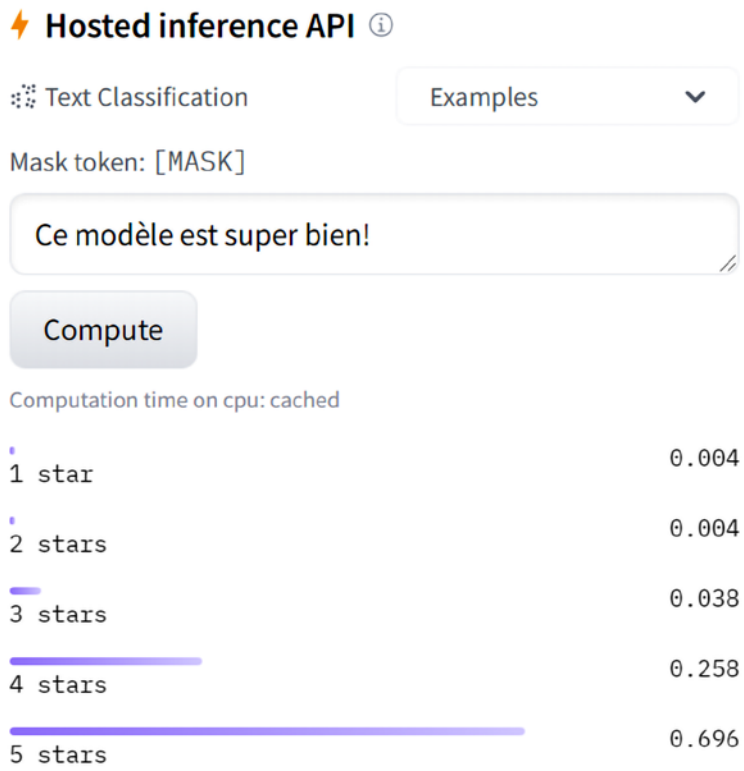 Hosted inference API
Text Classification
Examples
Mask token: [MASK]
Ce modèle est super bien!
Compute
Computation time on cpu: cached
1 star 0.004
2 stars 0.004
3 stars 0.038
4 stars 0.258
5 stars 0.696